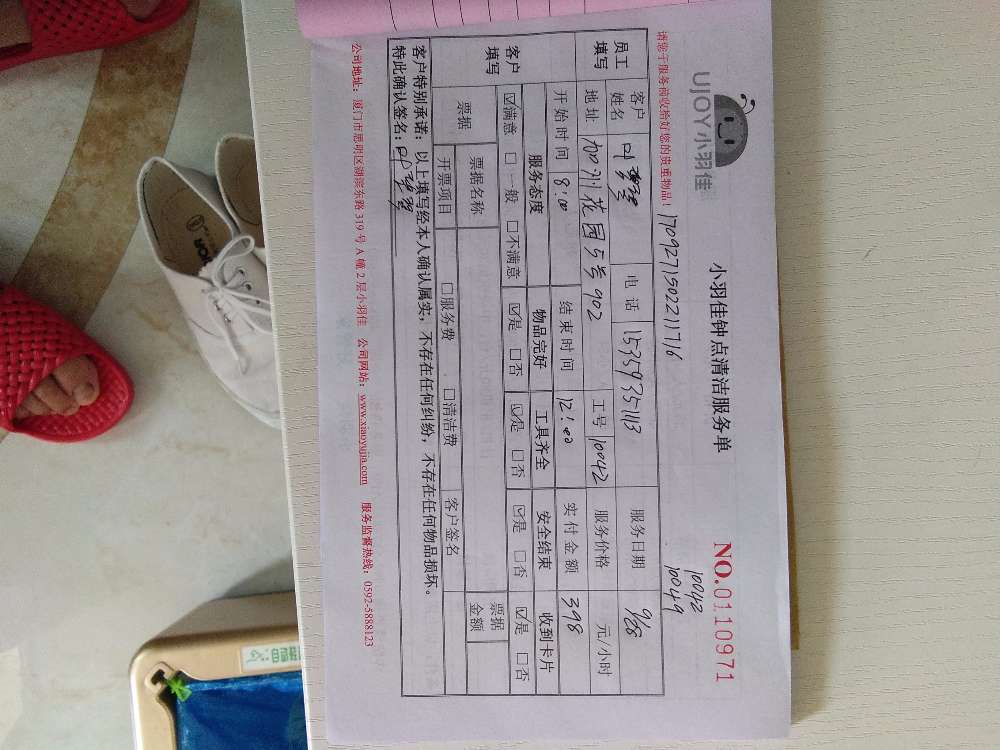 UJOY小羽佳
小羽佳钟点清洁服务单
NO.0110971
10042
10049
请您于服务前收给好您的贵重物品！
1709271502211716
员工填写
客户姓名 叶
电话 15359351113
服务日期 9/28
地址 加州花园5号902
工号 10042
服务价格 元/小时
开始时间 8:00
结束时间 12:00
实付金额 398
客户填写
服务态度 物品完好 工具齐全 安全结束 收到卡片
☑满意 □一般 □不满意 ☑是 □否 ☑是 □否 ☑是 □否 ☑是 □否
票据
票据名称
票据金额
开票项目 □服务费 □清洁费 客户签名
客户特别承诺：以上填写经本人确认属实，不存在任何纠纷，不存在任何物品损坏。
特此确认签名：叶
公司地址：厦门市思明区湖滨东路319号A幢2层小羽佳 公司网站：www.xiaoyujia.com 服务监督热线：0592-5888123